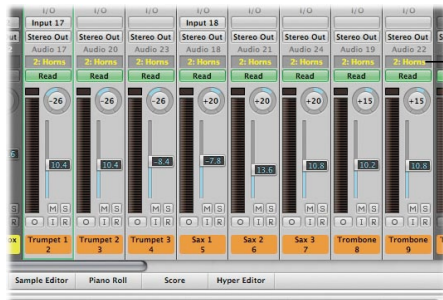 I/O I/O I/O I/O I/O I/O I/O I/O
Input 17 Input 18
Stereo Out Stereo Out Stereo Out Stereo Out Stereo Out Stereo Out Stereo Out Stereo Out
Audio 17 Audio 20 Audio 23 Audio 18 Audio 21 Audio 24 Audio 19 Audio 22
2: Horns 2: Horns 2: Horns 2: Horns 2: Horns 2: Horns 2: Horns 2: Horns
Read Read Read Read Read Read Read Read
-26 -26 -26 +20 +20 +20 +15 +15
10.4 10.4 -8.4 -7.8 13.6 10.8 10.2 10.8
M S M S M S M S M S M S M S M S
O I R O I R O I R O I R O I R O I R O I R O I R
Trumpet 1 Trumpet 2 Trumpet 3 Sax 1 Sax 2 Sax 3 Trombone Trombone
2 3 4 5 6 7 8 9
Sample Editor Piano Roll Score Hyper Editor